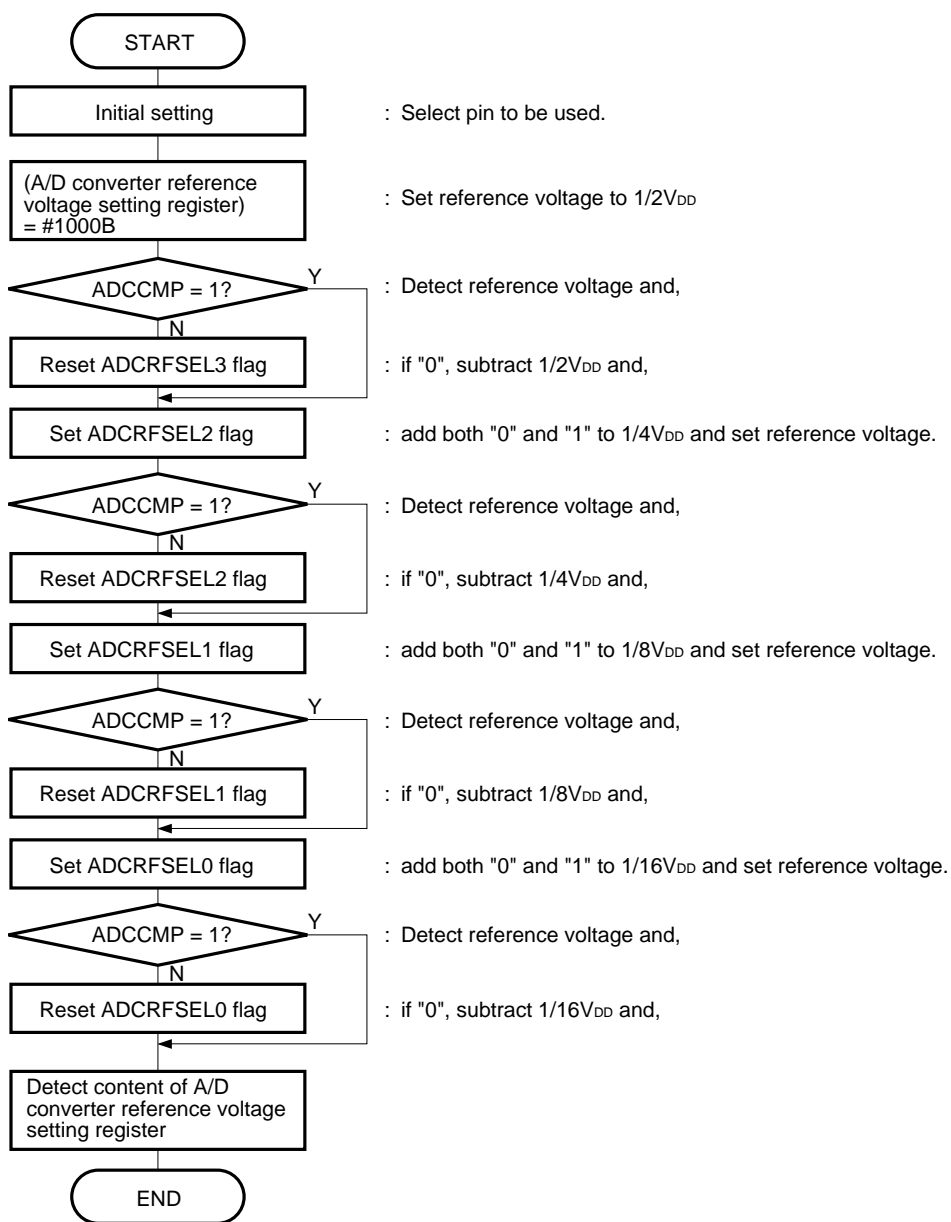 START
Initial setting
: Select pin to be used.
(A/D converter reference
voltage setting register)
= #1000B
: Set reference voltage to 1/2VDD
ADCCMP = 1?
Y
: Detect reference voltage and,
N
Reset ADCRFSEL3 flag
: if "0", subtract 1/2VDD and,
Set ADCRFSEL2 flag
: add both "0" and "1" to 1/4VDD and set reference voltage.
ADCCMP = 1?
Y
: Detect reference voltage and,
N
Reset ADCRFSEL2 flag
: if "0", subtract 1/4VDD and,
Set ADCRFSEL1 flag
: add both "0" and "1" to 1/8VDD and set reference voltage.
ADCCMP = 1?
Y
: Detect reference voltage and,
N
Reset ADCRFSEL1 flag
: if "0", subtract 1/8VDD and,
Set ADCRFSEL0 flag
: add both "0" and "1" to 1/16VDD and set reference voltage.
ADCCMP = 1?
Y
: Detect reference voltage and,
N
Reset ADCRFSEL0 flag
: if "0", subtract 1/16VDD and,
Detect content of A/D
converter reference voltage
setting register
END